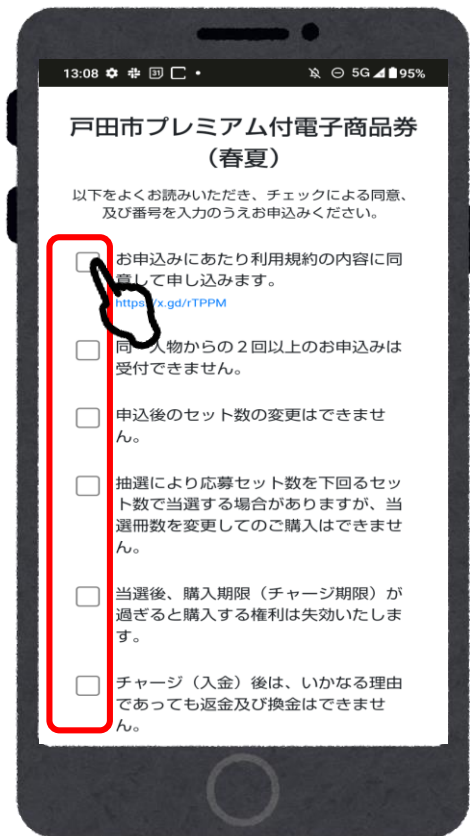 13:08 31 5G 95%
戸田市プレミアム付電子商品券
（春夏）
以下をよくお読みいただき、チェックによる同意、
及び番号を入力のうえお申込みください。
お申込みにあたり利用規約の内容に同
意して申し込みます。
https://x.gd/rTPPM
同一人物からの２回以上のお申込みは
受付できません。
申込後のセット数の変更はできませ
ん。
抽選により応募セット数を下回るセッ
ト数で当選する場合がありますが、当
選冊数を変更してのご購入はできませ
ん。
当選後、購入期限（チャージ期限）が
過ぎると購入する権利は失効いたしま
す。
チャージ（入金）後は、いかなる理由
であっても返金及び換金はできませ
ん。